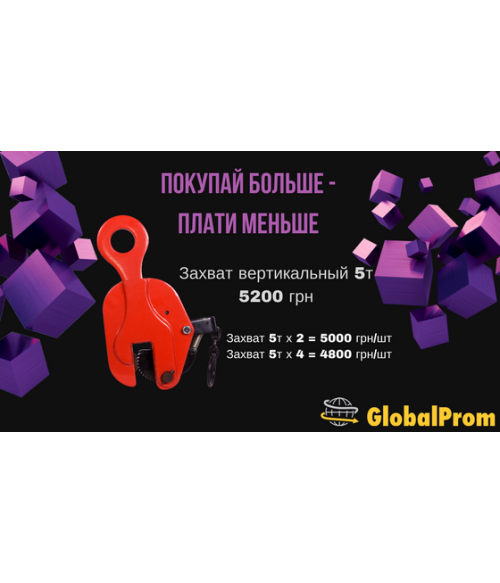 ПОКУПАЙ БОЛЬШЕ -
ПЛАТИ МЕНЬШЕ
Захват вертикальный 5т
5200 грн
Захват 5т х 2 = 5000 грн/шт
Захват 5т х 4 = 4800 грн/шт
GlobalProm